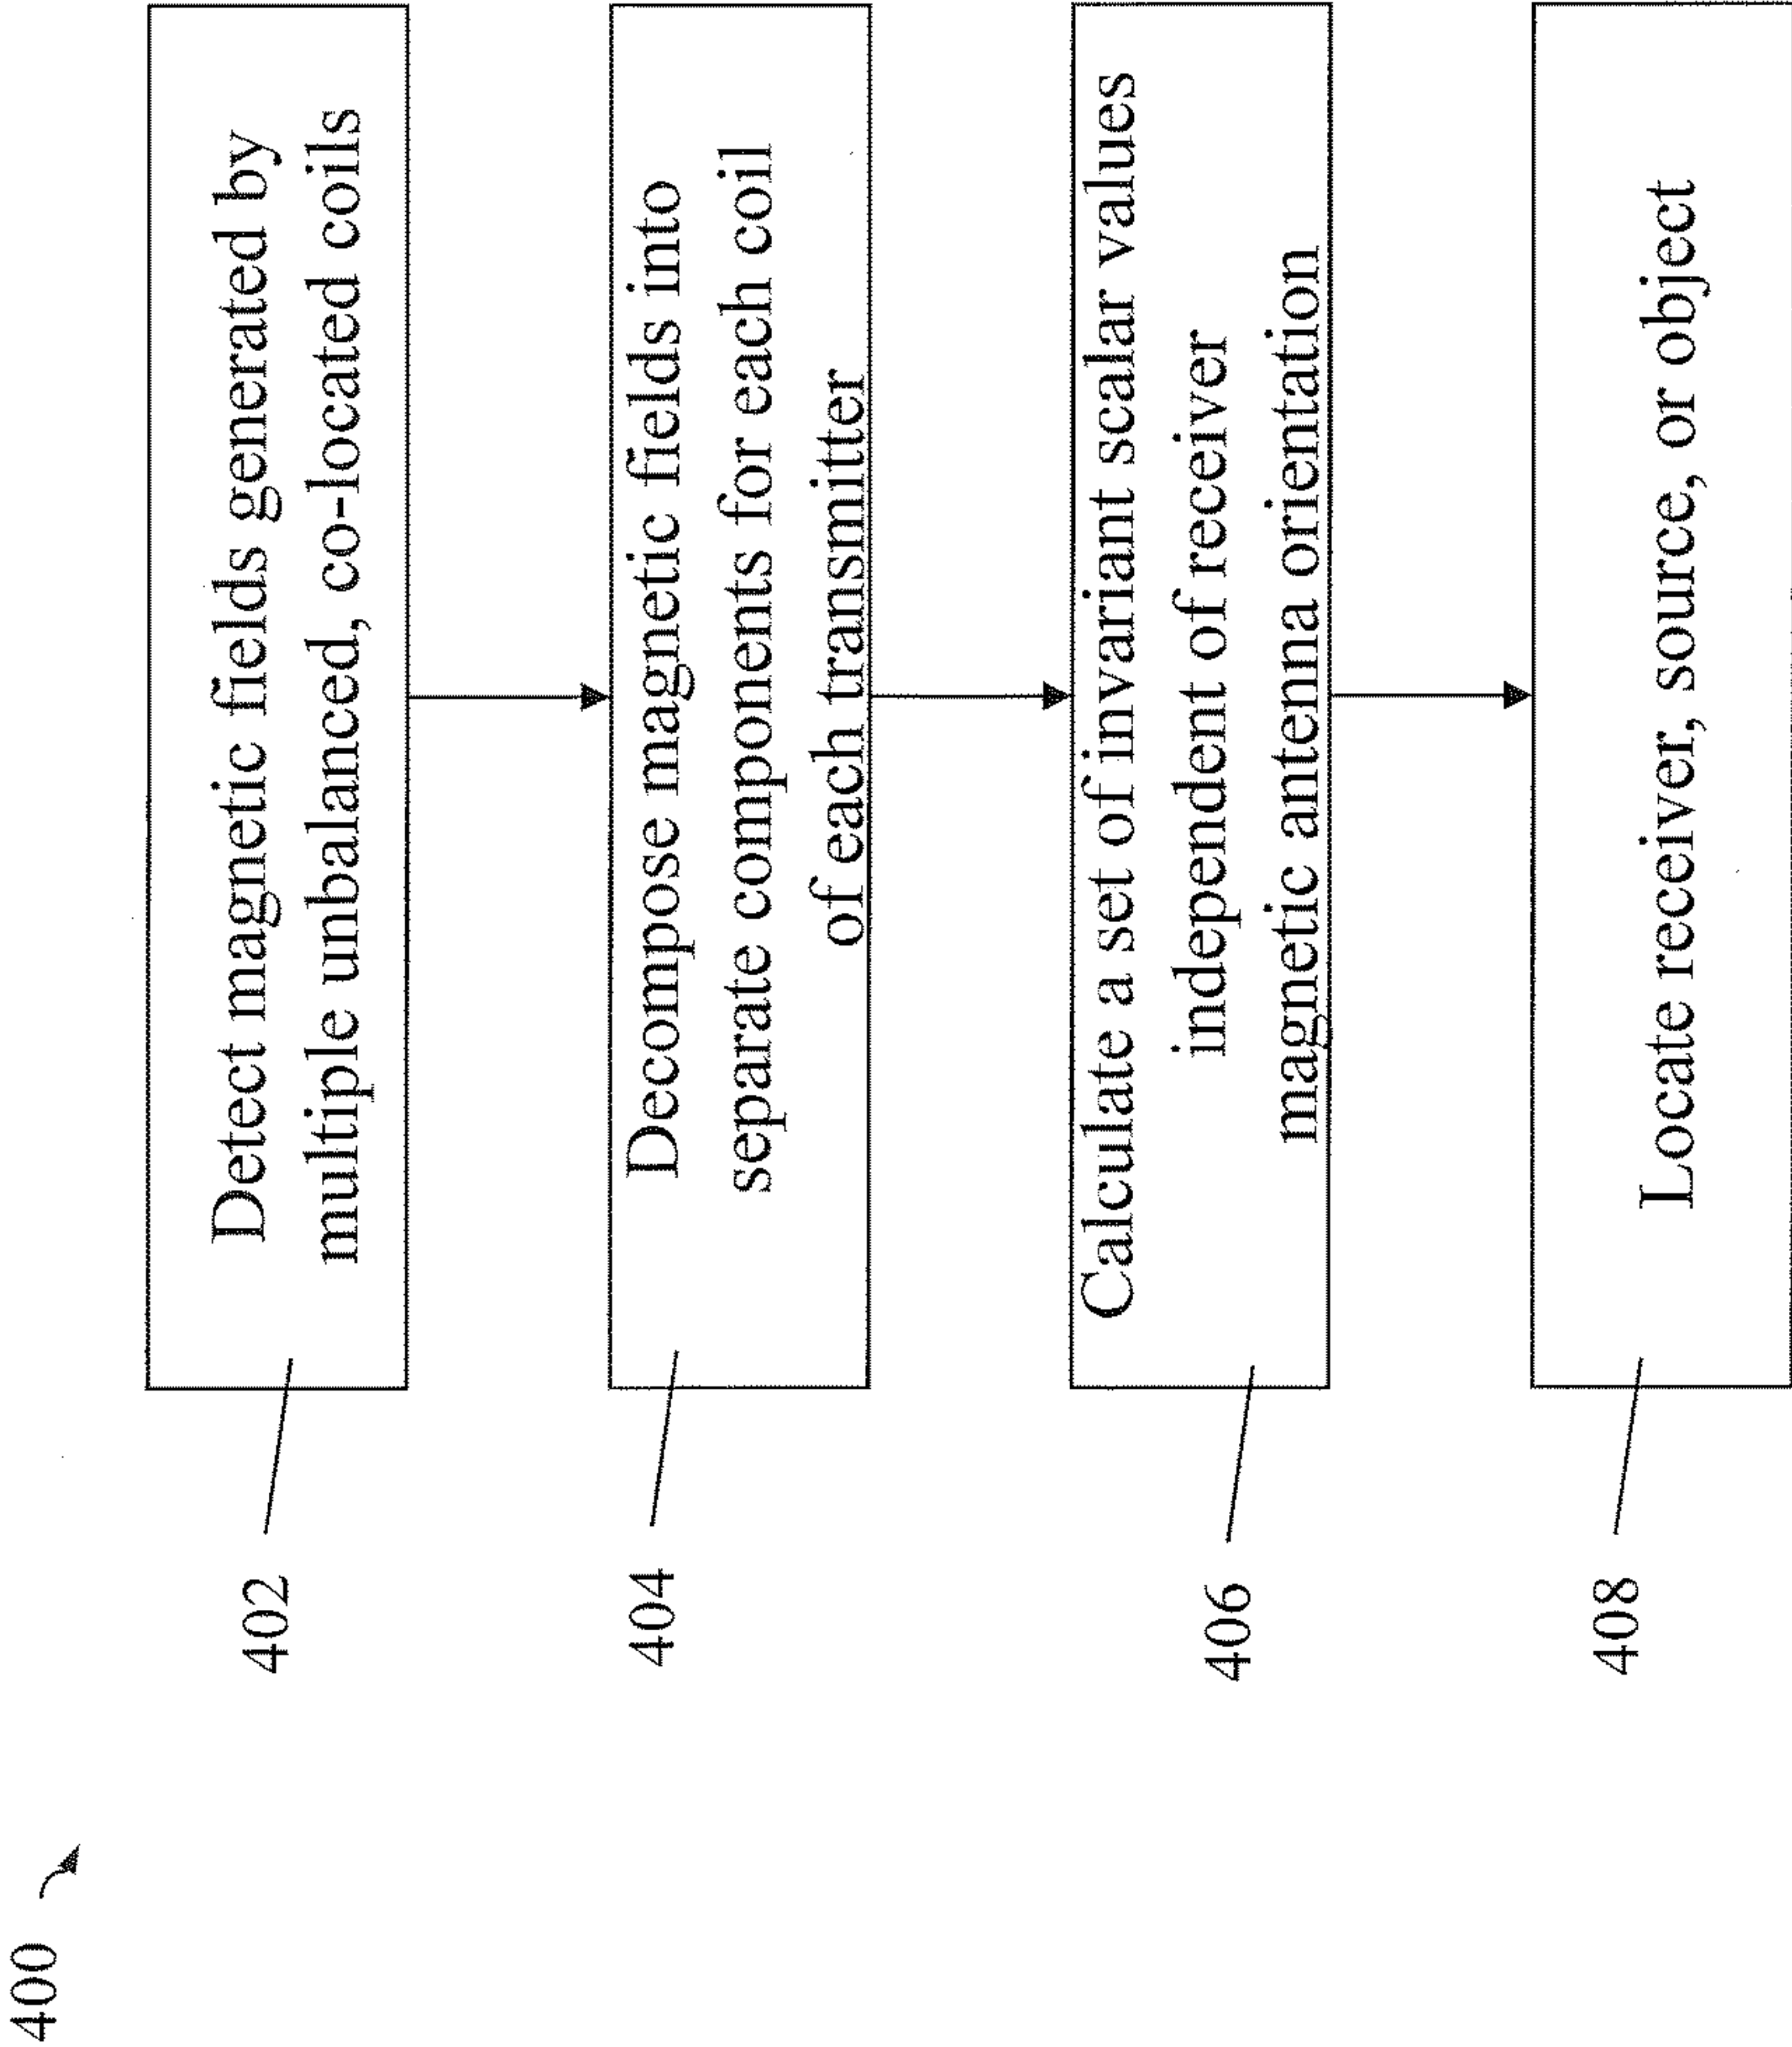 400
402
Detect magnetic fields generated by
multiple unbalanced, co-located coils
404
Decompose magnetic fields into
separate components for each coil
of each transmitter
406
Calculate a set of invariant scalar values
independent of receiver
magnetic antenna orientation
408
Locate receiver, source, or object